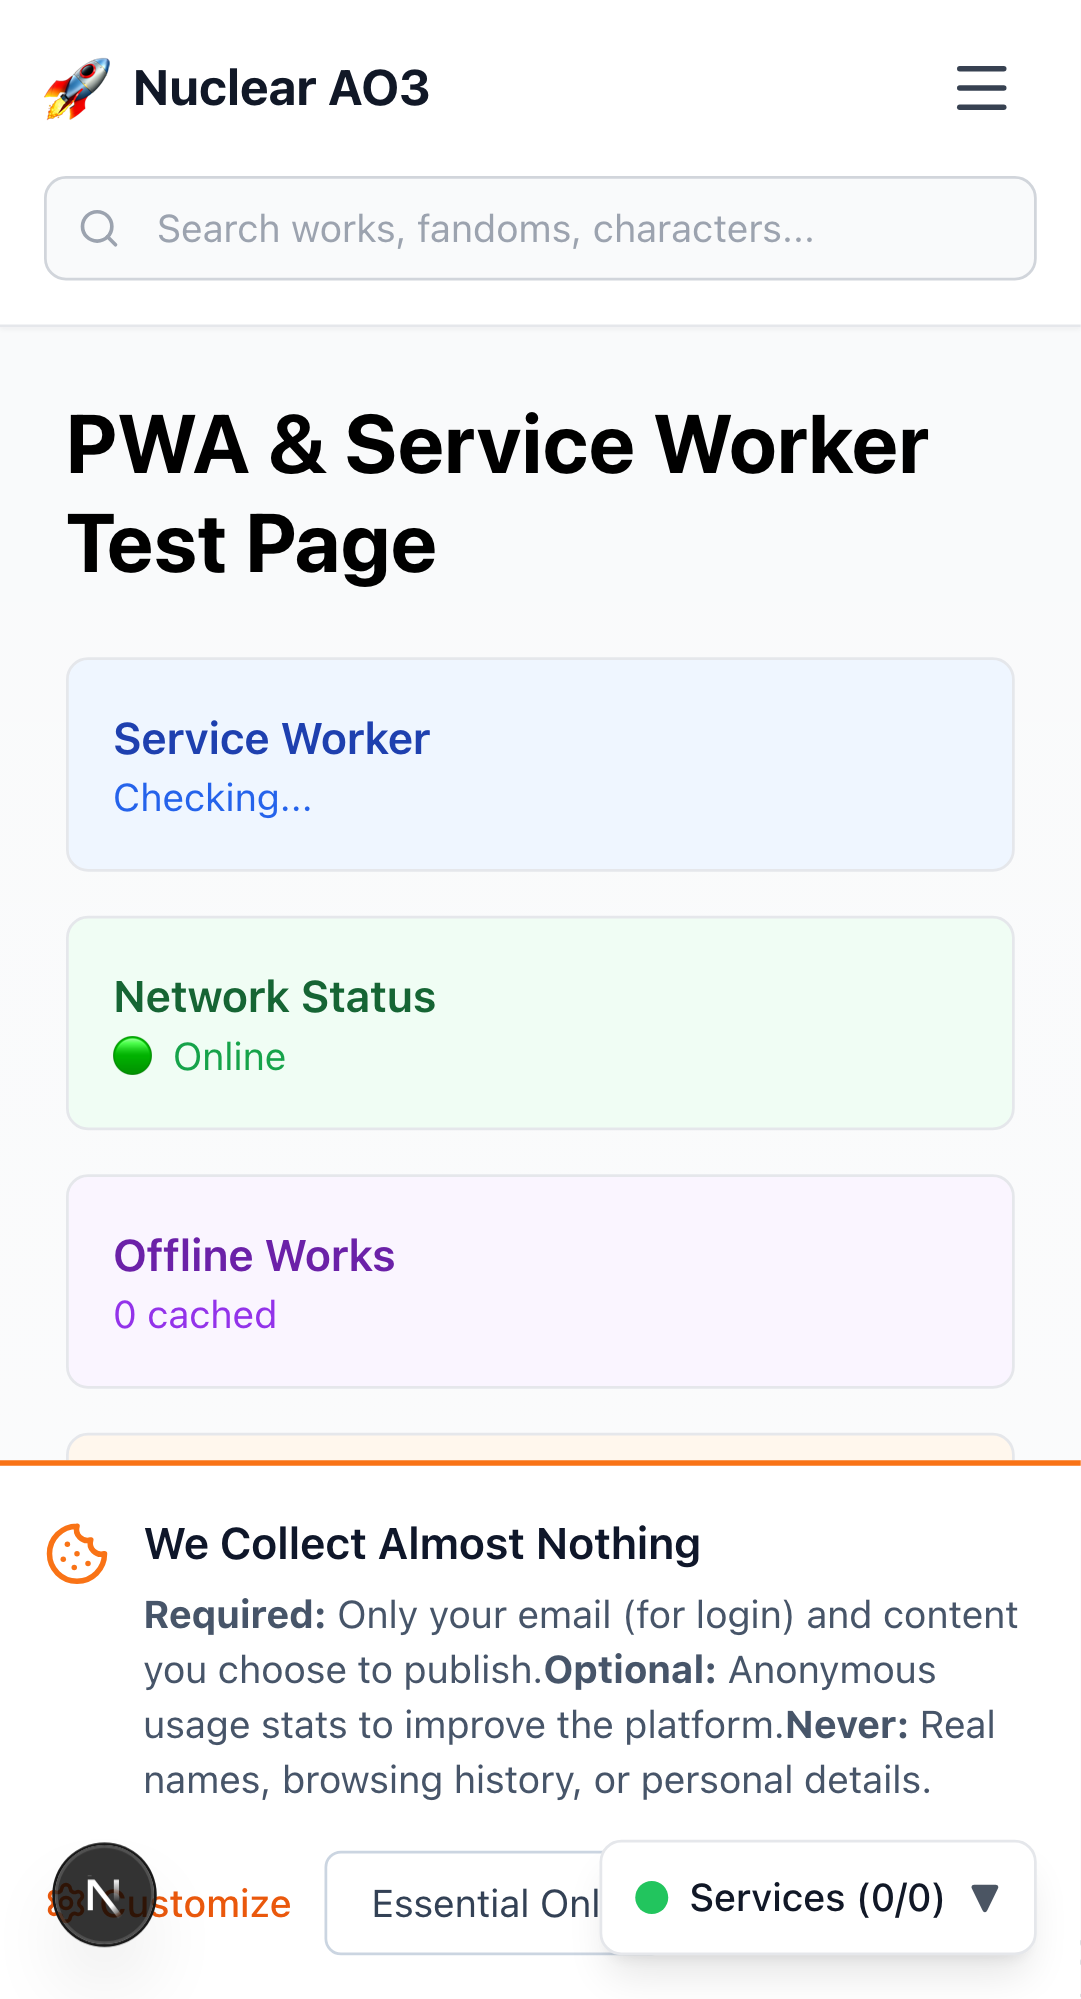 Nuclear AO3
Search works, fandoms, characters...
PWA & Service Worker
Test Page
Service Worker
Checking...
Network Status
Online
Offline Works
0 cached
We Collect Almost Nothing
Required: Only your email (for login) and content
you choose to publish.Optional: Anonymous
usage stats to improve the platform.Never: Real
names, browsing history, or personal details.
N
Customize
Essential Onl
Services (0/0) ▼